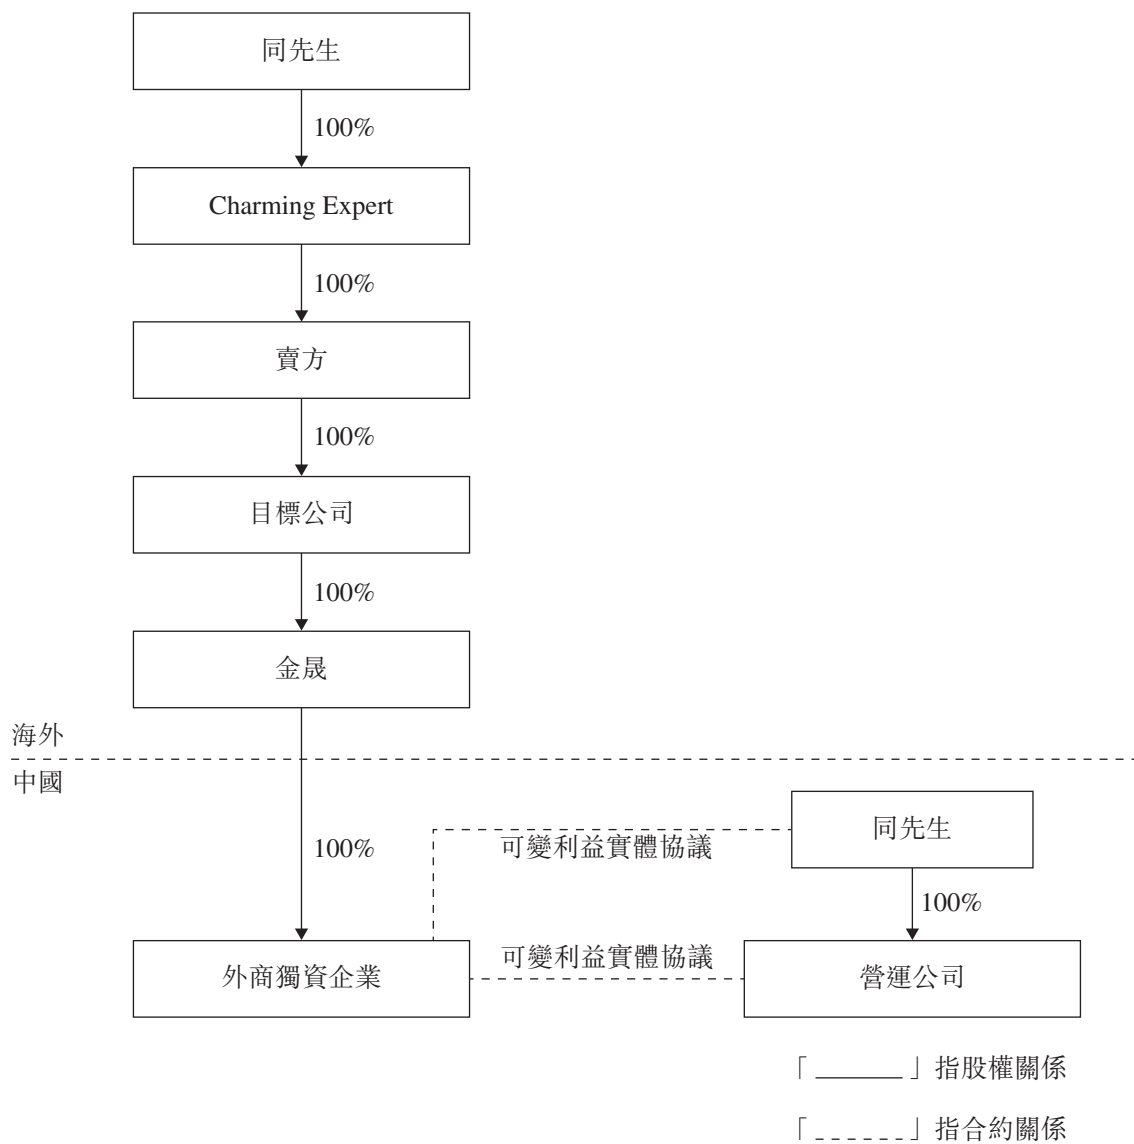 同先生
100%
Charming Expert
100%
賣方
100%
目標公司
100%
金晟
海外
中國
同先生
100%
可變利益實體協議
100%
可變利益實體協議
外商獨資企業
營運公司
「 ______ 」指股權關係
「 ------ 」指合約關係